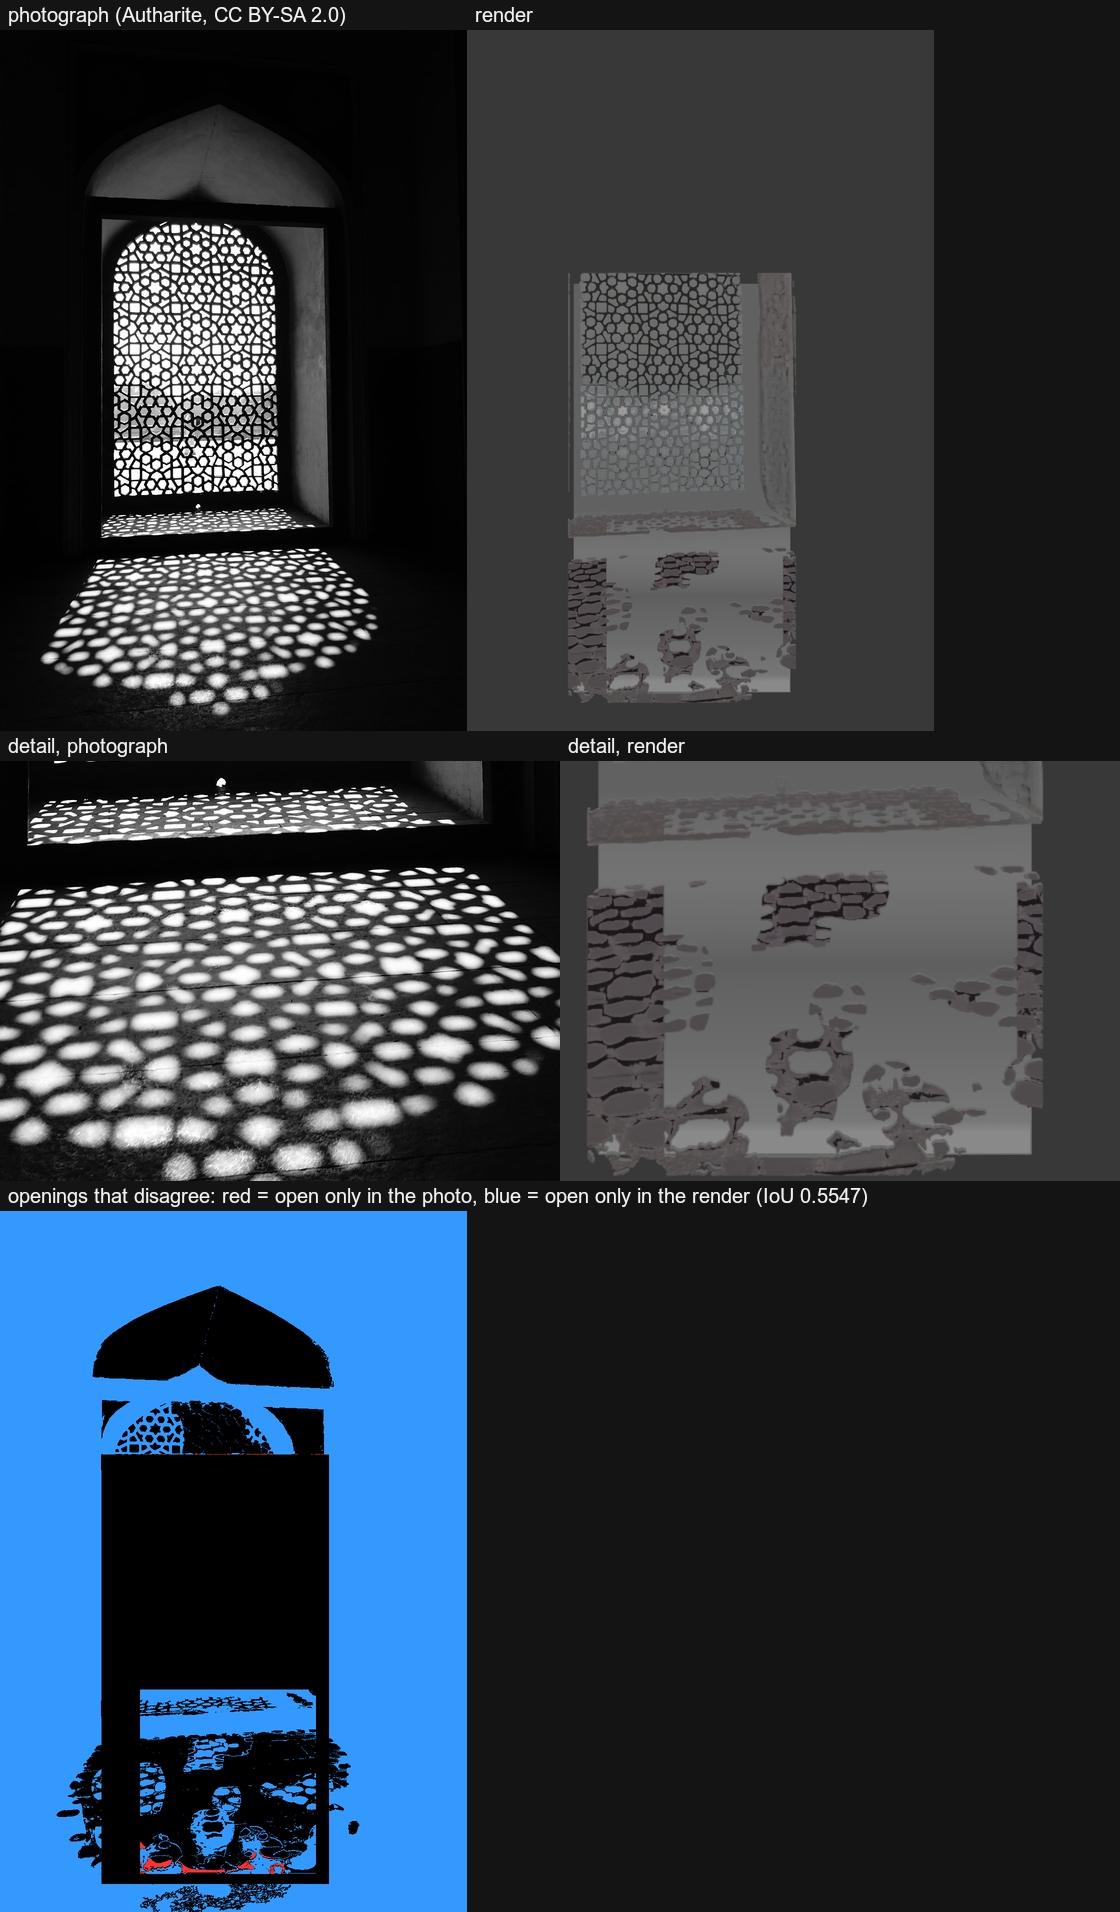 photograph (Autharite, CC BY-SA 2.0)
render
detail, photograph
detail, render
openings that disagree: red = open only in the photo, blue = open only in the render (IoU 0.5547)